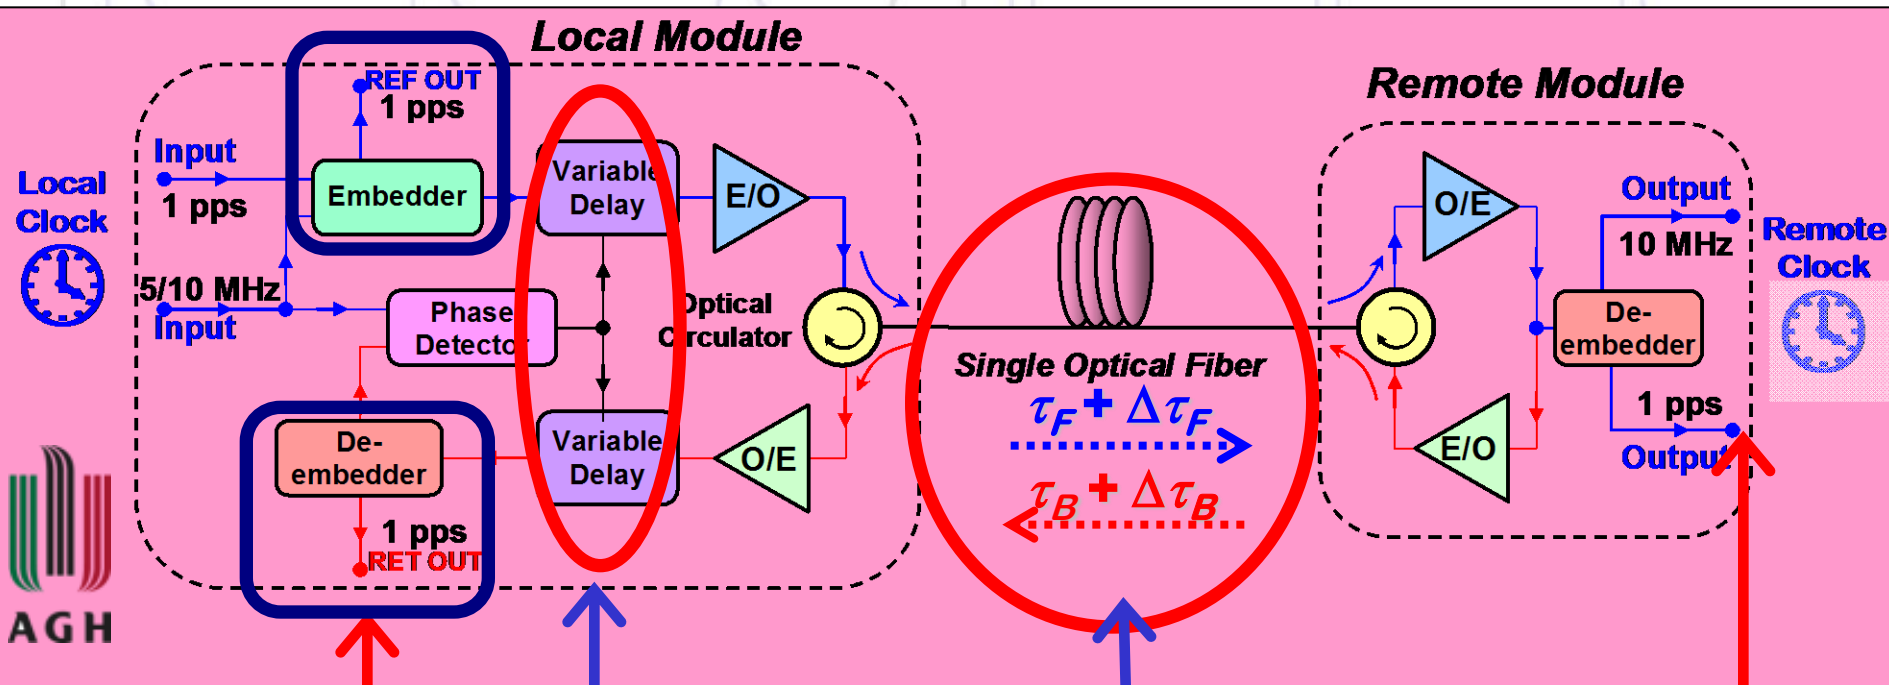 Local Module
Remote Module
REF OUT
1 pps
Input
1 pps
Local
Clock
Embedder
Variable
Delay
E/O
5/10 MHz
Input
Phase
Detector
Optical
Circulator
De-
embedder
1 pps
RET OUT
Variable
Delay
O/E
Single Optical Fiber
τF + ΔτF
τB + ΔτB
O/E
Output
10 MHz
De-
embedder
E/O
1 pps
Output
Remote
Clock
AGH